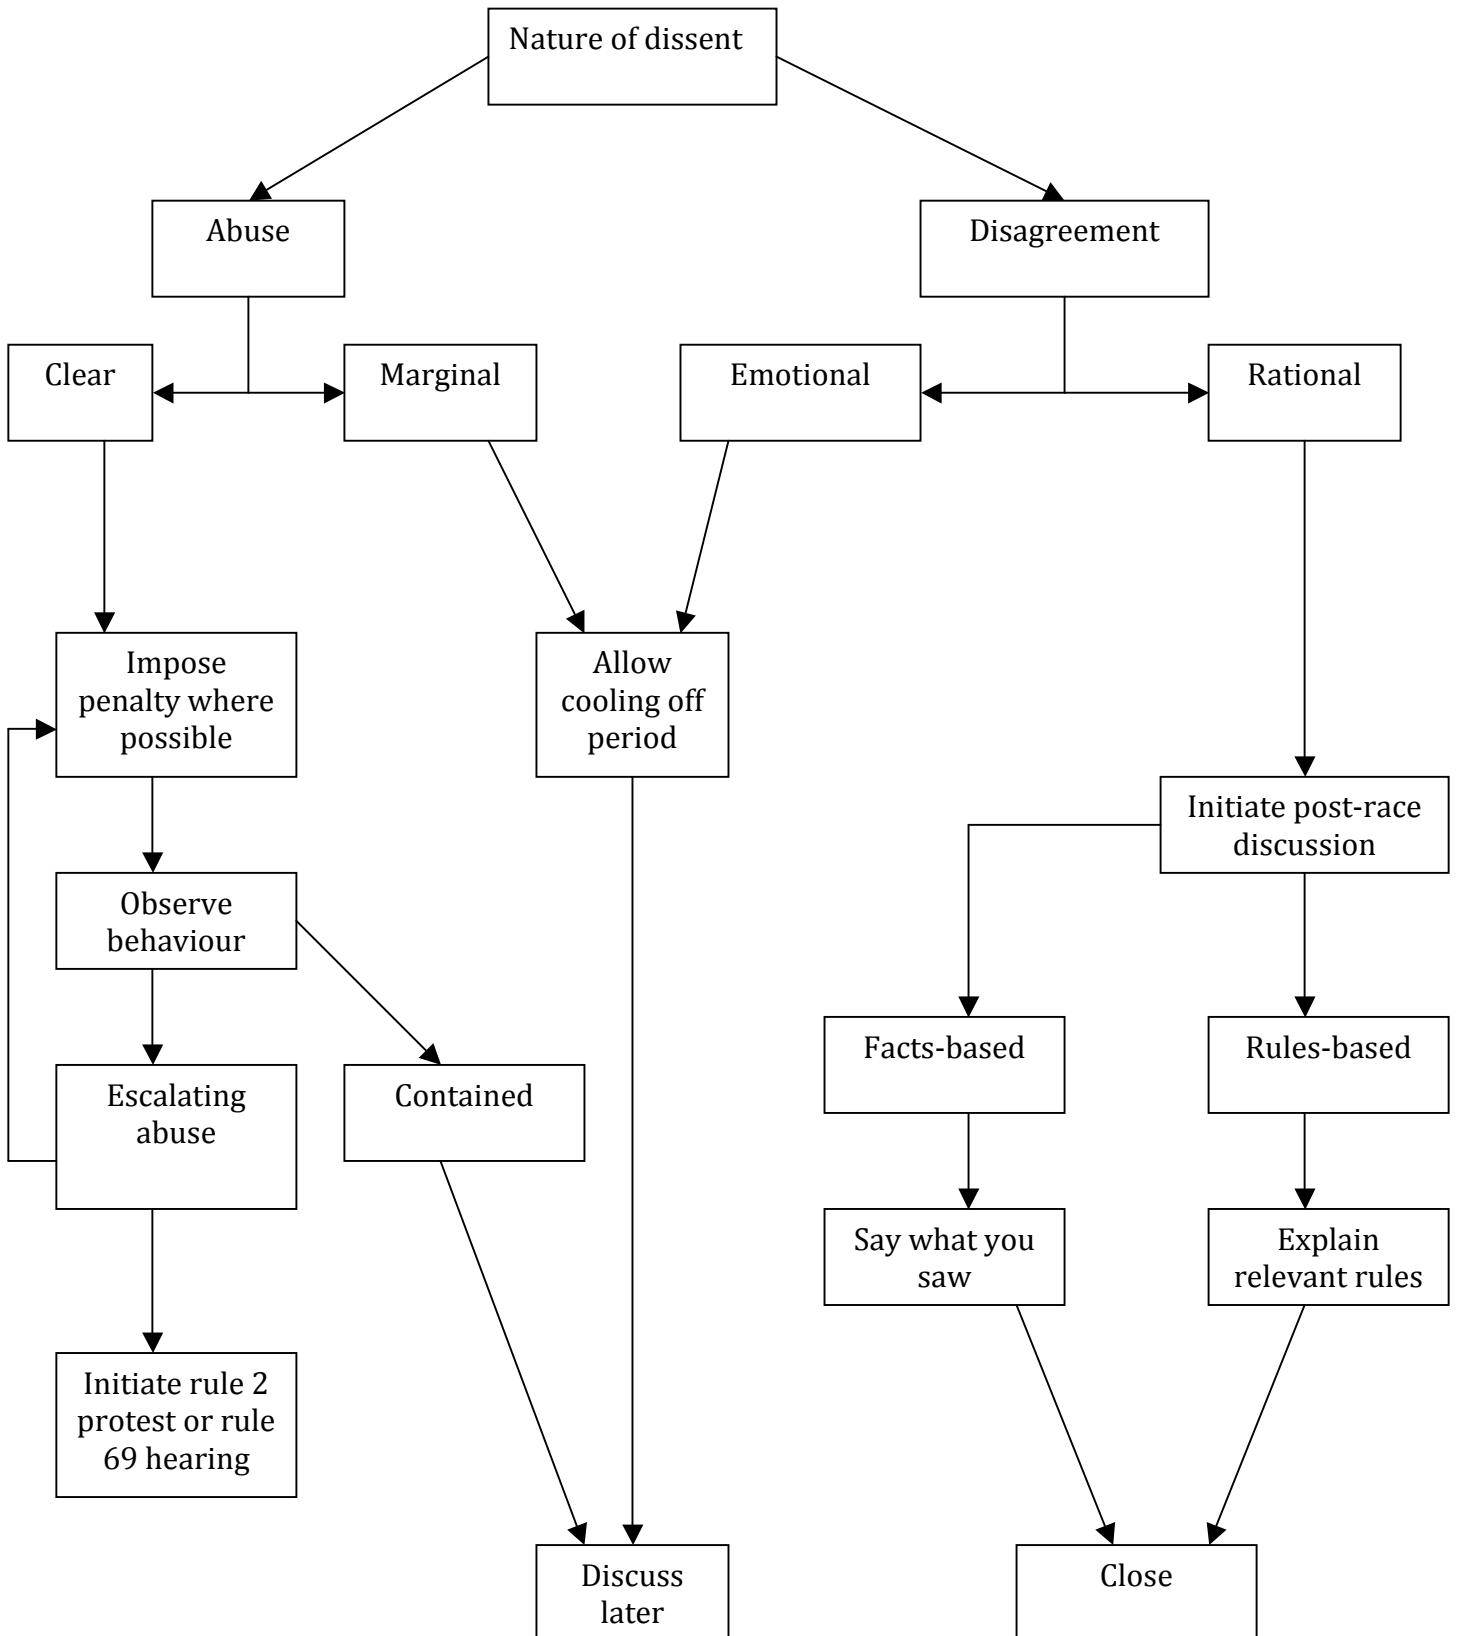 Nature of dissent
Abuse
Disagreement
Clear
Marginal
Emotional
Rational
Impose
penalty where
possible
Allow
cooling off
period
Initiate post-race
discussion
Observe
behaviour
Facts-based
Rules-based
Escalating
abuse
Contained
Say what you
saw
Explain
relevant rules
Initiate rule 2
protest or rule
69 hearing
Discuss
later
Close